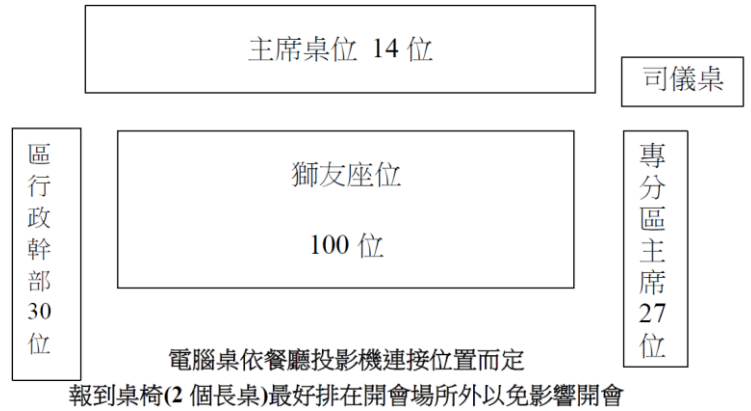 主席桌位 14 位
司儀桌
區行政幹部30位
獅友座位
100 位
專分區主席27位
電腦桌依餐廳投影機連接位置而定
報到桌椅(2 個長桌)最好排在開會場所外以免影響開會